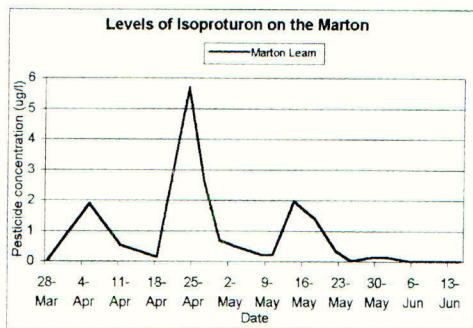 Levels of Isoproturon on the Marton
Marton Leam
Pesticide concentration (ug/l)
6
5
4
3
2
1
0
28- 4- 11- 18- 25- 2- 9- 16- 23- 30- 6- 13-
Mar Apr Apr Apr Apr May May May May May Jun Jun
Date